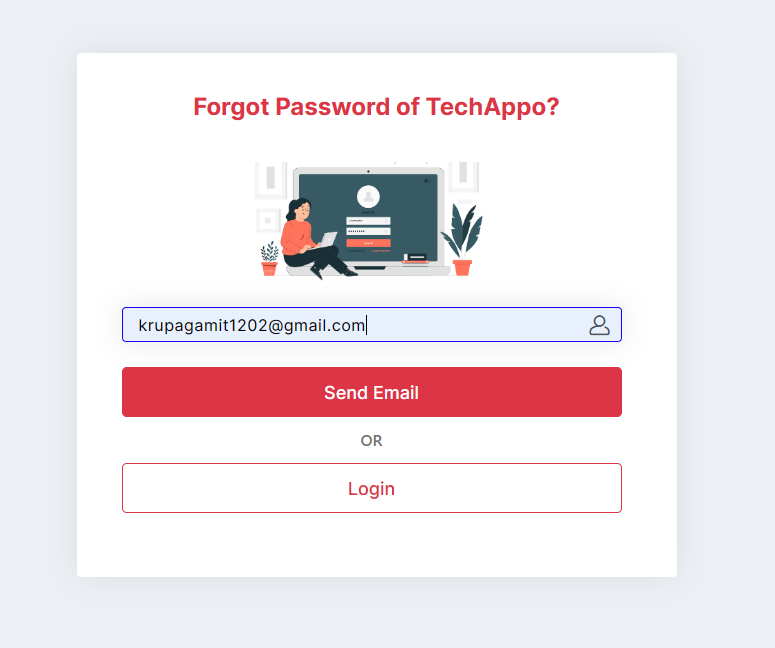 Forgot Password of TechAppo?
krupagamit1202@gmail.com
Send Email
OR
Login